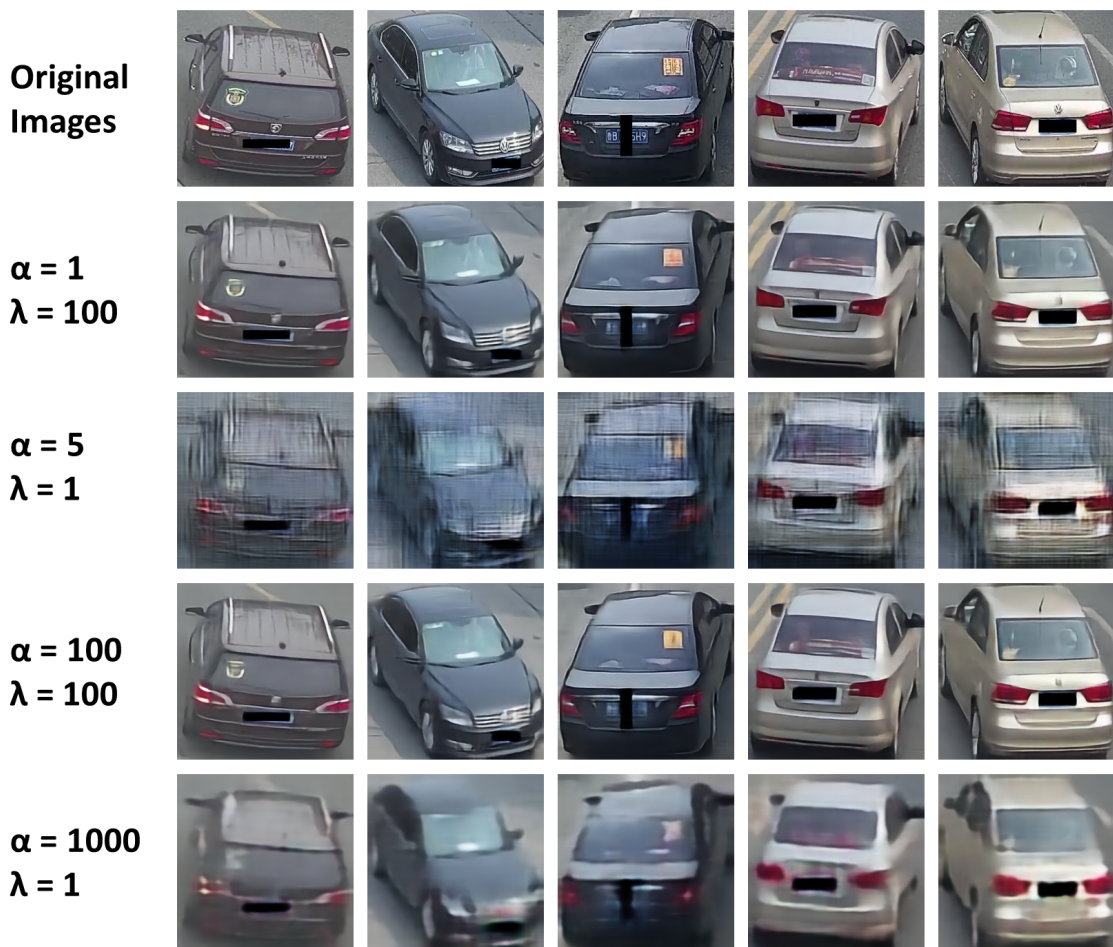 Original
Images
α = 1
λ = 100
α = 5
λ = 1
α = 100
λ = 100
α = 1000
λ = 1